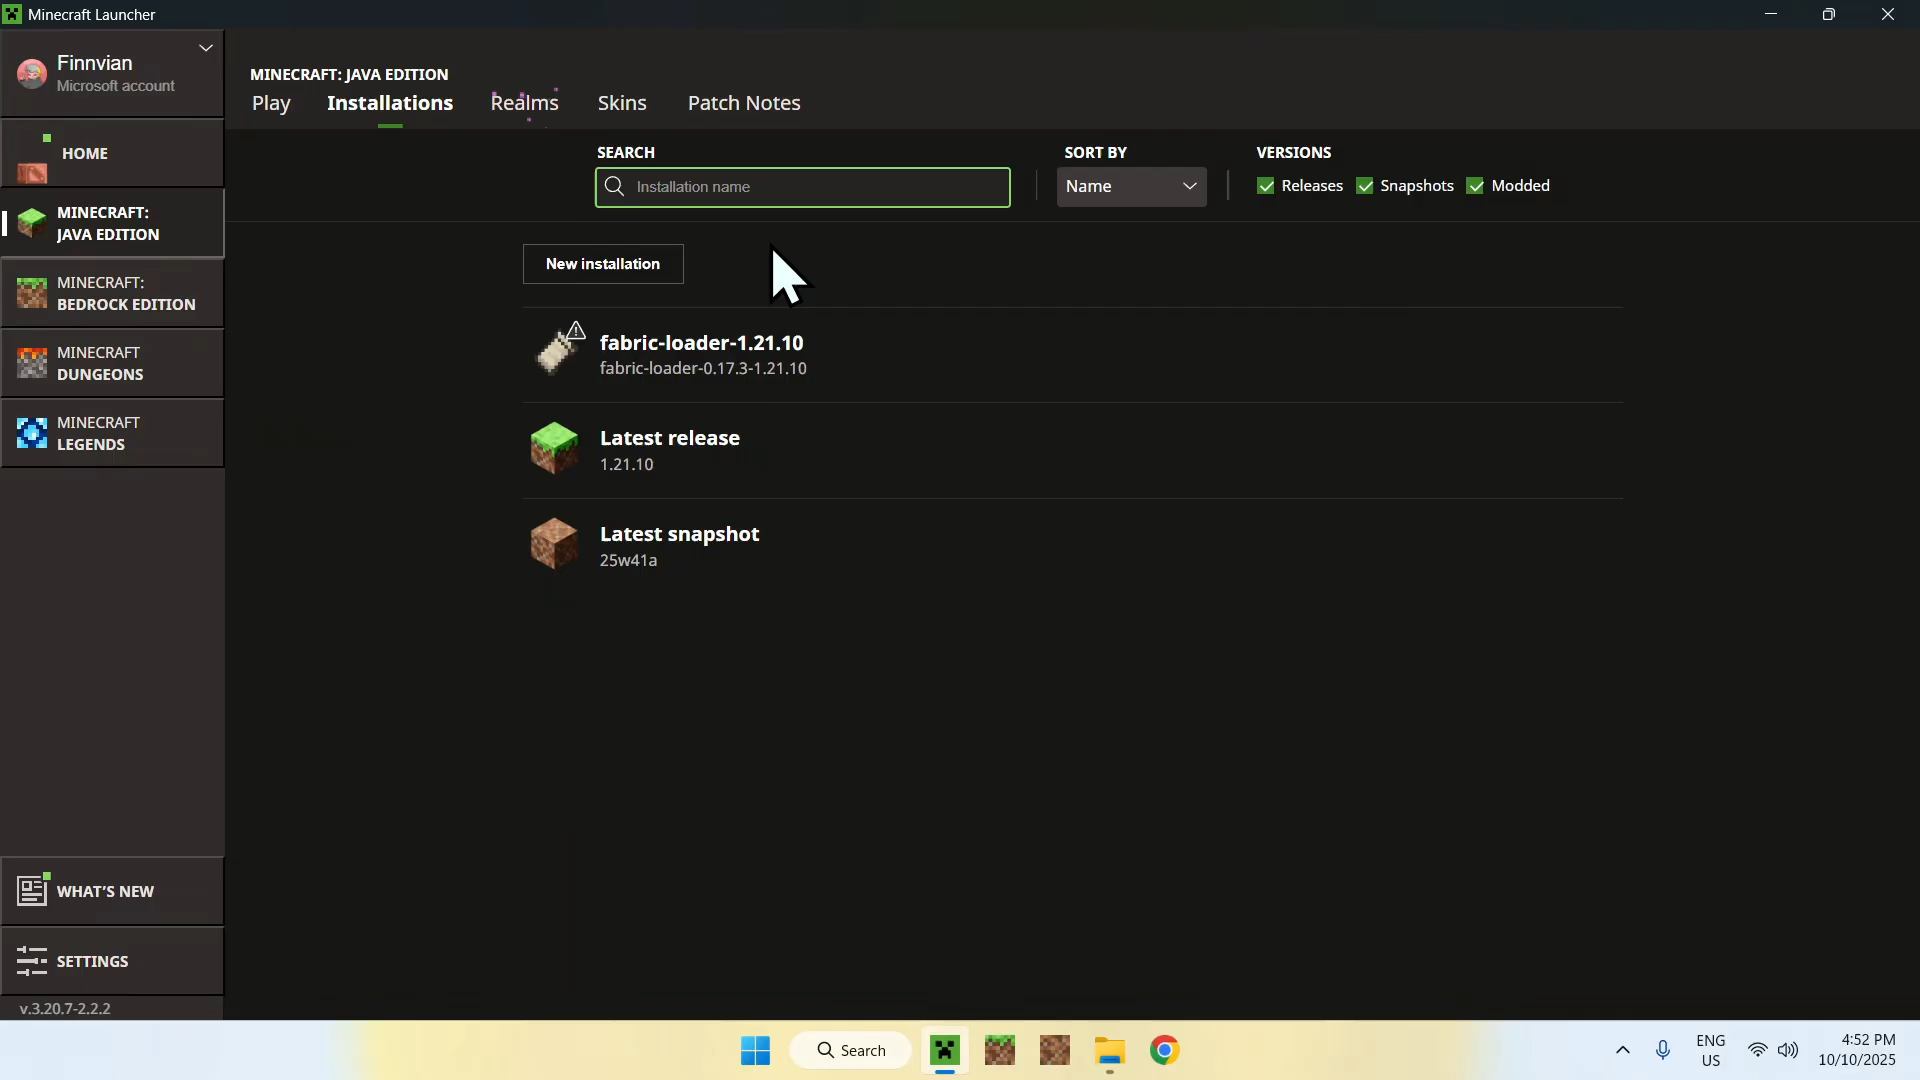 Minecraft Launcher
Finnvian
Microsoft account
HOME
MINECRAFT:
JAVA EDITION
MINECRAFT:
BEDROCK EDITION
MINECRAFT
DUNGEONS
MINECRAFT
LEGENDS
WHAT'S NEW
SETTINGS
v.3.20.7-2.2.2
MINECRAFT: JAVA EDITION
Play Installations Realms Skins Patch Notes
SEARCH
Installation name
SORT BY
Name
VERSIONS
Releases Snapshots Modded
New installation
fabric-loader-1.21.10
fabric-loader-0.17.3-1.21.10
Latest release
1.21.10
Latest snapshot
25w41a
Search
ENG
US
4:52 PM
10/10/2025